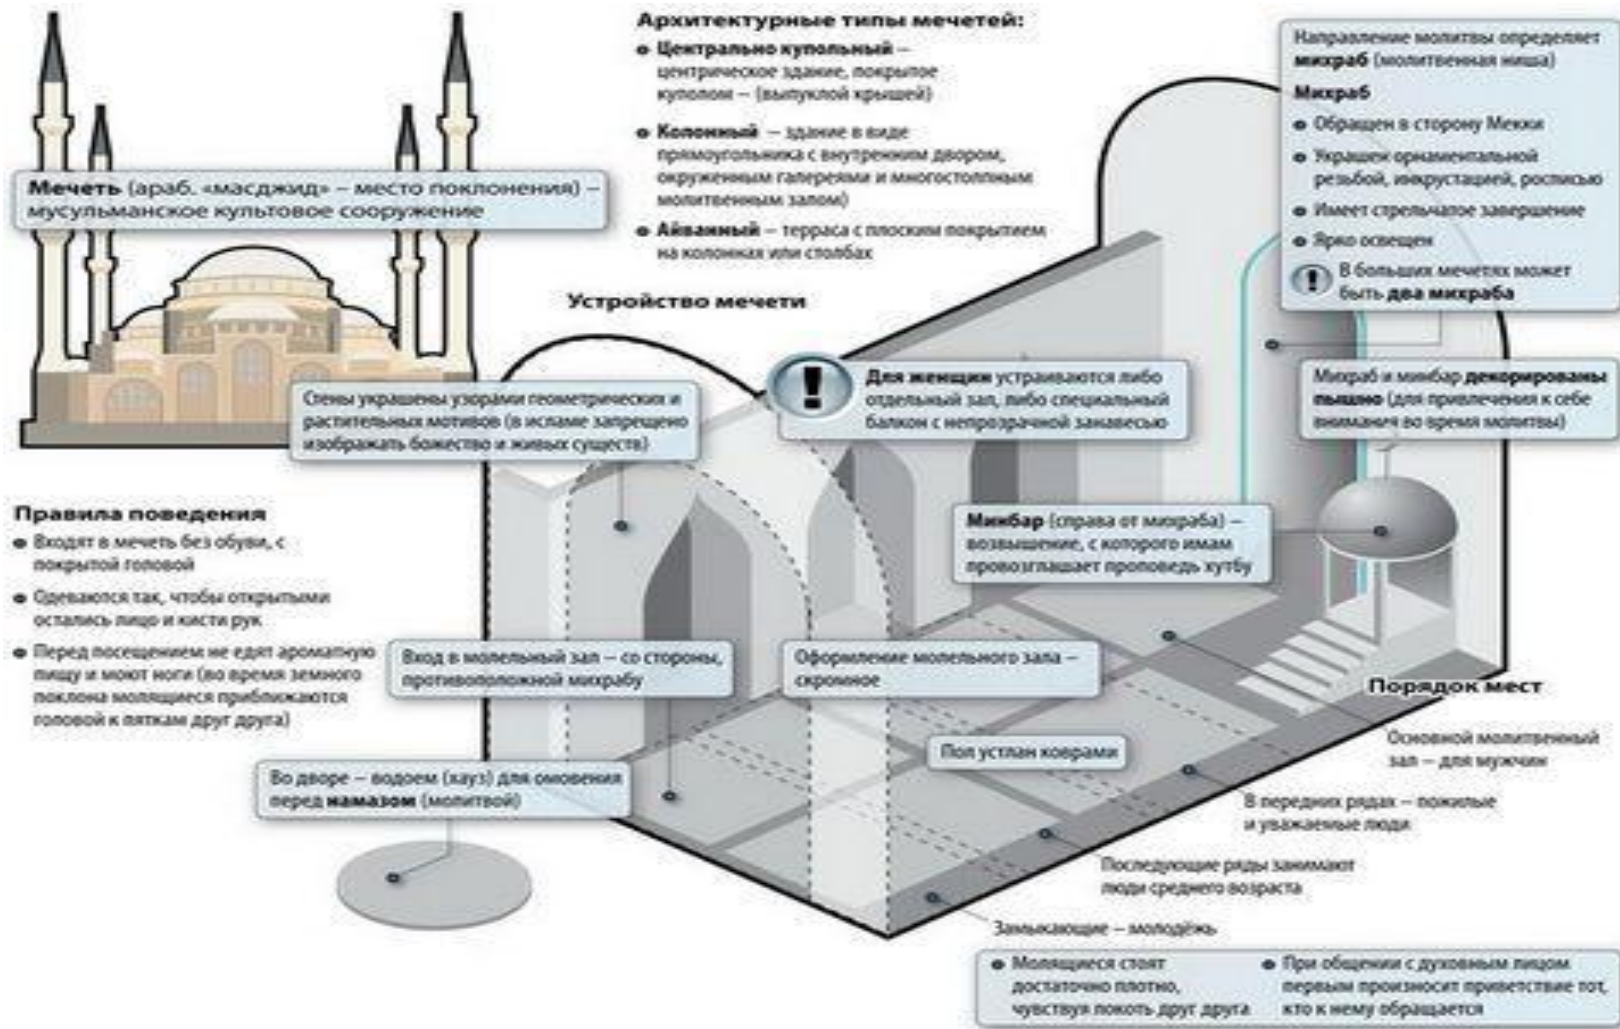 Архитектурные типы мечетей:
Центрально купольный –
центрическое здание, покрытое
куполом – (выпуклой крышей)
Колонный – здание в виде
прямоугольника с внутренним двором,
окруженным галереями и многостолпным
молитвенным залом)
Айванный – терраса с плоским покрытием
на колоннах или столбах
Мечеть (араб. «масджид» – место поклонения) –
мусульманское культовое сооружение
Направление молитвы определяет
михраб (молитвенная ниша)
Михраб
Обращен в сторону Мекки
Украшен орнаментальной
резьбой, инкрустацией, росписью
Имеет стрельчатое завершение
Ярко освещен
! В больших мечетях может
быть два михраба
Устройство мечети
Стены украшены узорами геометрических и
растительных мотивов (в исламе запрещено
изображать божество и живых существ)
! Для женщин устраиваются либо
отдельный зал, либо специальный
балкон с непрозрачной занавесью
Михраб и минбар декорированы
пышно (для привлечения к себе
внимания во время молитвы)
Минбар (справа от михраба) –
возвышение, с которого имам
провозглашает проповедь хутбу
Правила поведения
Входят в мечеть без обуви, с
покрытой головой
Одеваются так, чтобы открытыми
остались лицо и кисти рук
Перед посещением не едят ароматную
пищу и моют ноги (во время земного
поклона молящиеся приближаются
головой к пяткам друг друга)
Вход в молельный зал – со стороны,
противоположной михрабу
Оформление молельного зала –
скромное
Пол устлан коврами
Во дворе – водоем (хауз) для омовения
перед намазом (молитвой)
Порядок мест
Основной молитвенный
зал – для мужчин
В передних рядах – пожилые
и уважаемые люди
Последующие ряды занимают
люди среднего возраста
Замыкающие – молодёжь
Молящиеся стоят
достаточно плотно,
чувствуя локоть друг друга
При общении с духовным лицом
первым произносит приветствие тот,
кто к нему обращается